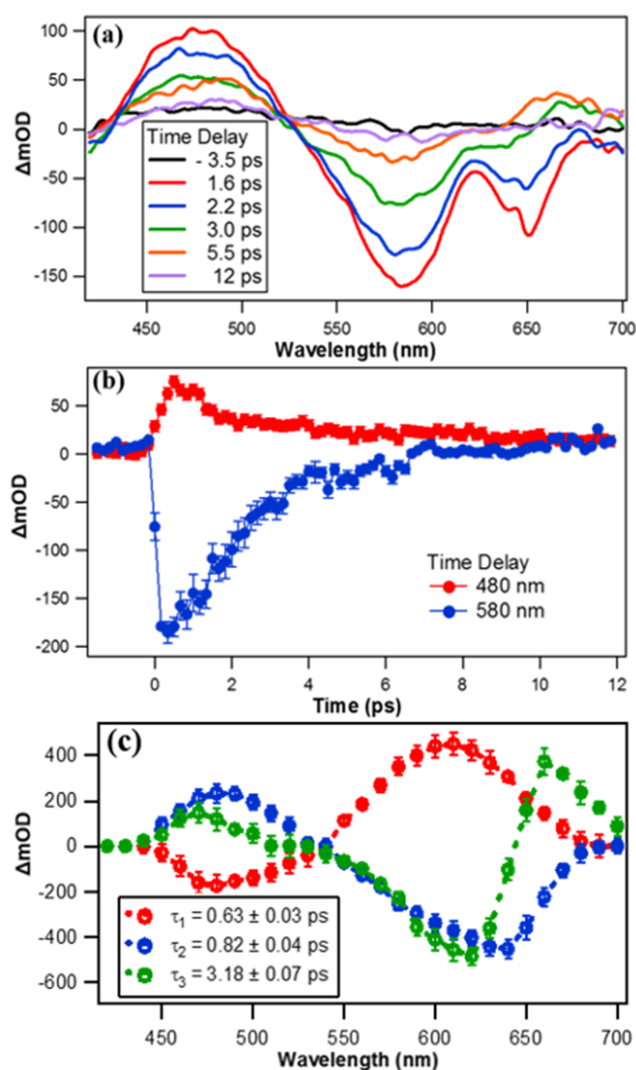 (a)
100
50
0
-50
-100
-150
ΔmOD
Time Delay
- 3.5 ps
1.6 ps
2.2 ps
3.0 ps
5.5 ps
12 ps
450 500 550 600 650 700
Wavelength (nm)
(b)
50
0
-50
-100
-150
-200
ΔmOD
Time Delay
480 nm
580 nm
0 2 4 6 8 10 12
Time (ps)
(c)
400
200
0
-200
-400
-600
ΔmOD
τ1 = 0.63 ± 0.03 ps
τ2 = 0.82 ± 0.04 ps
τ3 = 3.18 ± 0.07 ps
450 500 550 600 650 700
Wavelength (nm)